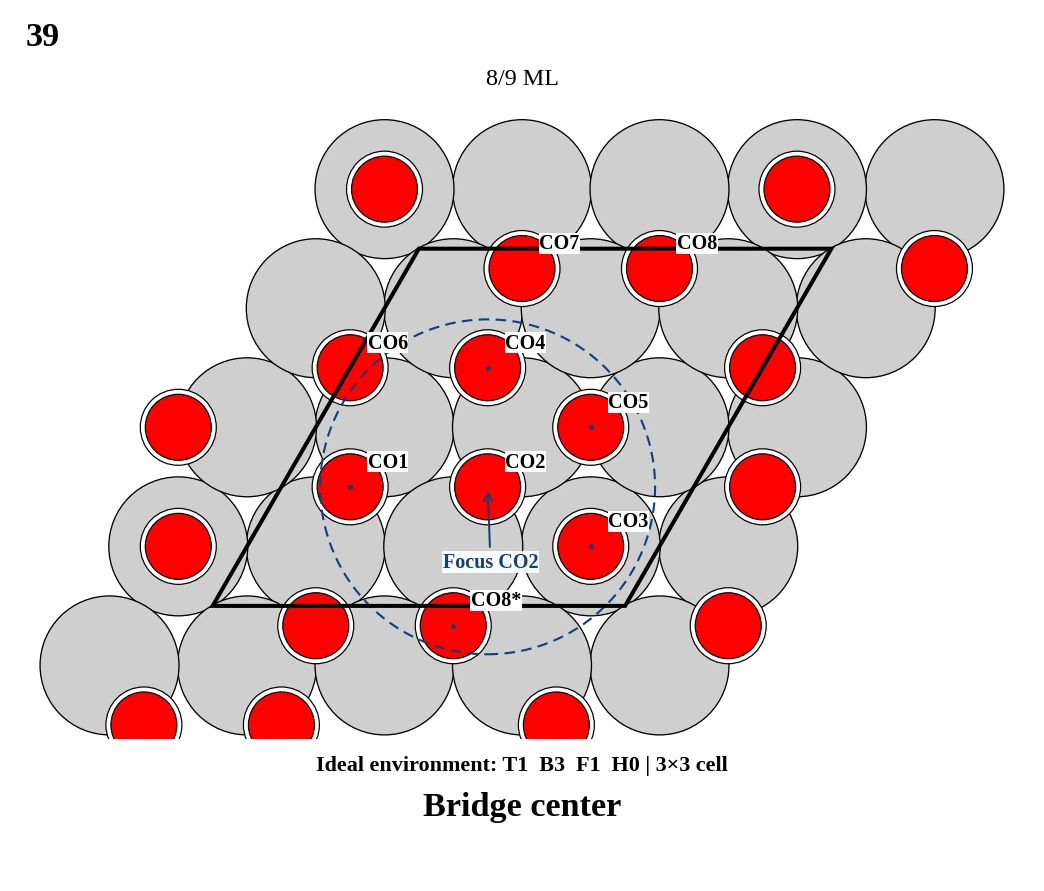 39
8/9 ML
CO7 CO8
CO6 CO4
CO5
CO1 CO2
CO3
Focus CO2
CO8*
Ideal environment: T1  B3  F1  H0 | 3×3 cell
Bridge center